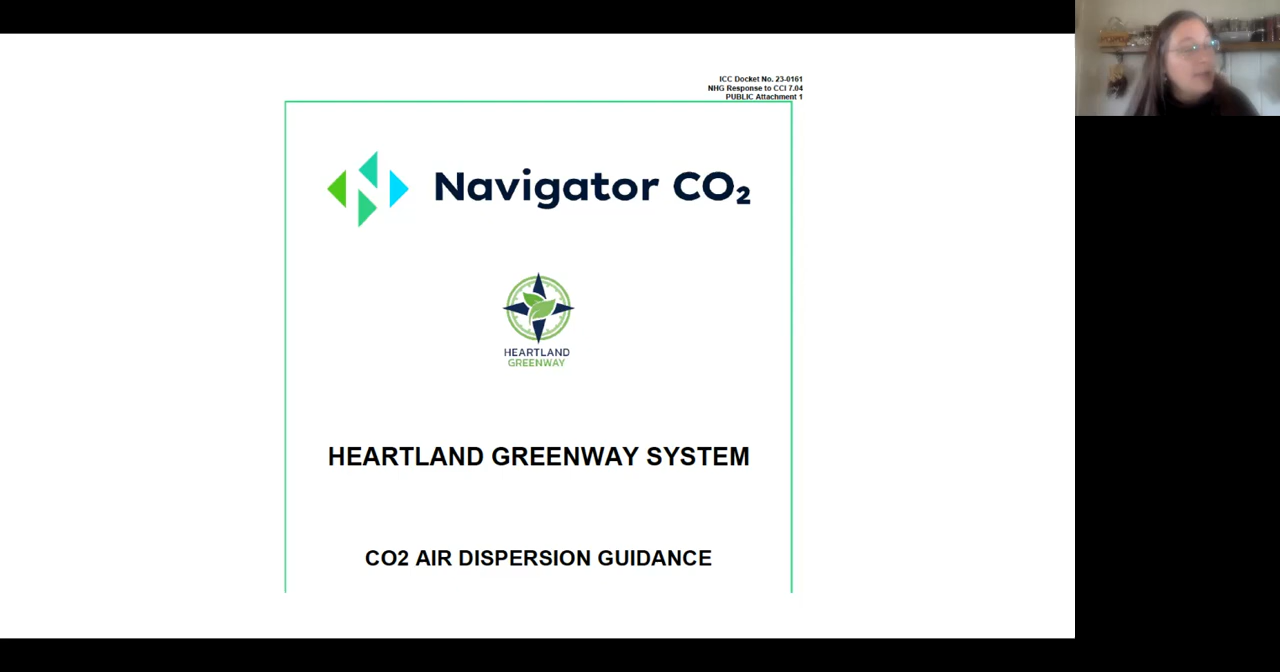 ICC Docket No. 23-0161
NHG Response to CCI 7.04
PUBLIC Attachment 1
Navigator CO₂
HEARTLAND
GREENWAY
HEARTLAND GREENWAY SYSTEM
CO2 AIR DISPERSION GUIDANCE